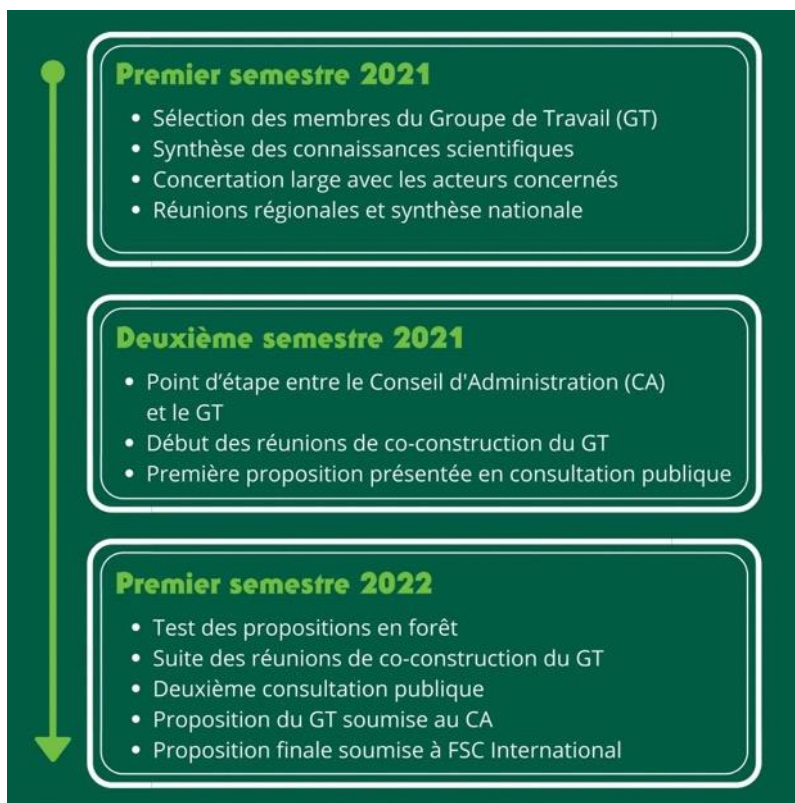 Premier semestre 2021
• Sélection des membres du Groupe de Travail (GT)
• Synthèse des connaissances scientifiques
• Concertation large avec les acteurs concernés
• Réunions régionales et synthèse nationale
Deuxième semestre 2021
• Point d’étape entre le Conseil d'Administration (CA)
et le GT
• Début des réunions de co-construction du GT
• Première proposition présentée en consultation publique
Premier semestre 2022
• Test des propositions en forêt
• Suite des réunions de co-construction du GT
• Deuxième consultation publique
• Proposition du GT soumise au CA
• Proposition finale soumise à FSC International